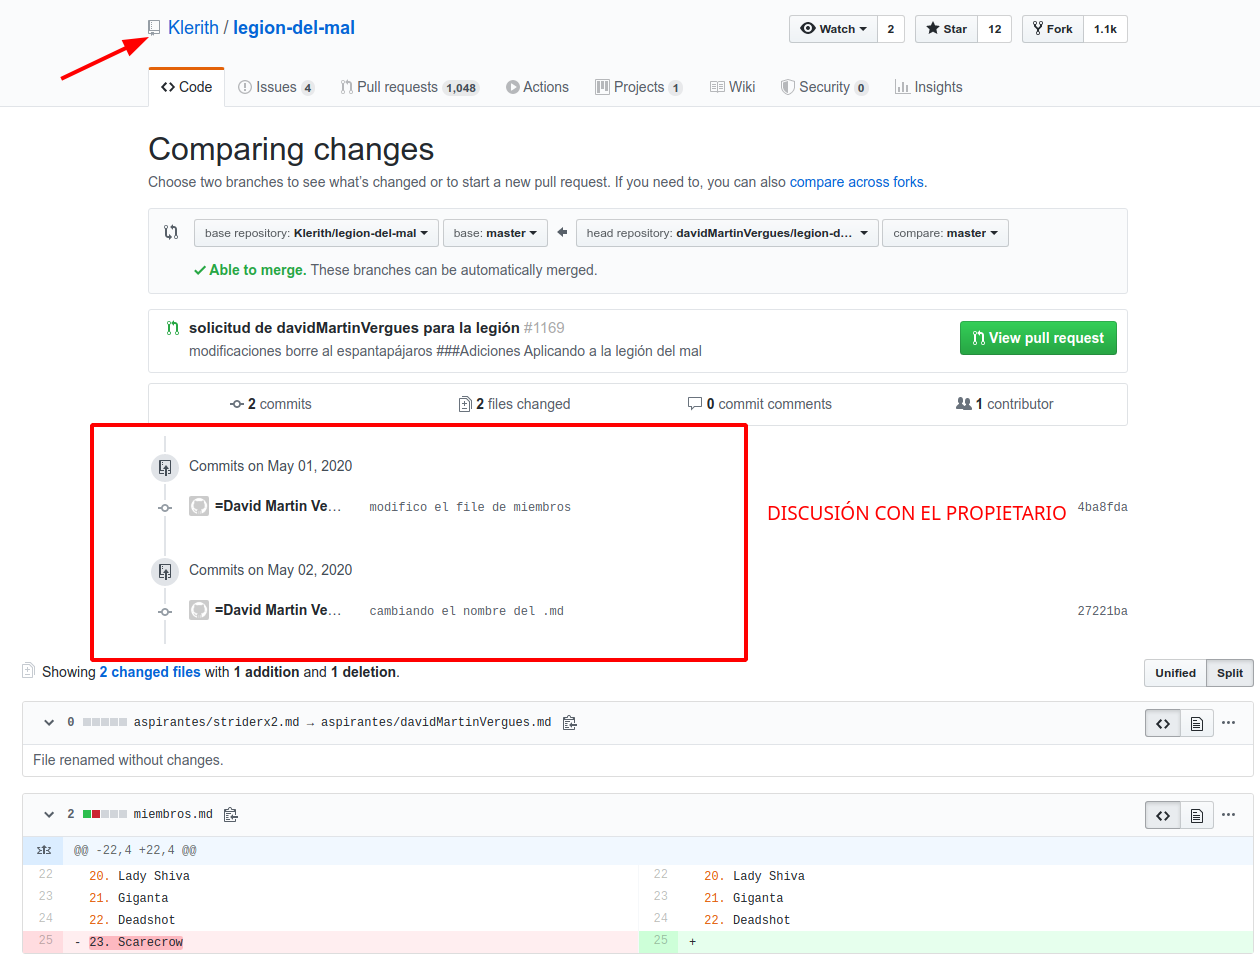 Klerith / legion-del-mal
Watch 2 Star 12 Fork 1.1k
Code Issues 4 Pull requests 1,048 Actions Projects 1 Wiki Security 0 Insights
Comparing changes
Choose two branches to see what's changed or to start a new pull request. If you need to, you can also compare across forks.
base repository: Klerith/legion-del-mal base: master head repository: davidMartinVergues/legion-d... compare: master
Able to merge. These branches can be automatically merged.
solicitud de davidMartinVergues para la legión #1169
modificaciones borre al espantapájaros ###Adiciones Aplicando a la legión del mal
View pull request
2 commits 2 files changed 0 commit comments 1 contributor
Commits on May 01, 2020
=David Martin Ve... modifico el file de miembros 4ba8fda
DISCUSIÓN CON EL PROPIETARIO
Commits on May 02, 2020
=David Martin Ve... cambiando el nombre del .md 27221ba
Showing 2 changed files with 1 addition and 1 deletion.
Unified Split
0 aspirantes/striderx2.md → aspirantes/davidMartinVergues.md
File renamed without changes.
2 miembros.md
@@ -22,4 +22,4 @@
22 20. Lady Shiva 22 20. Lady Shiva
23 21. Giganta 23 21. Giganta
24 22. Deadshot 24 22. Deadshot
25 - 23. Scarecrow 25 +